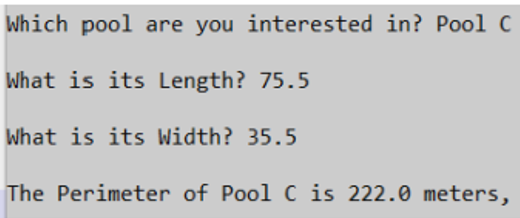 Which pool are you interested in? Pool C
What is its Length? 75.5
What is its Width? 35.5
The Perimeter of Pool C is 222.0 meters,